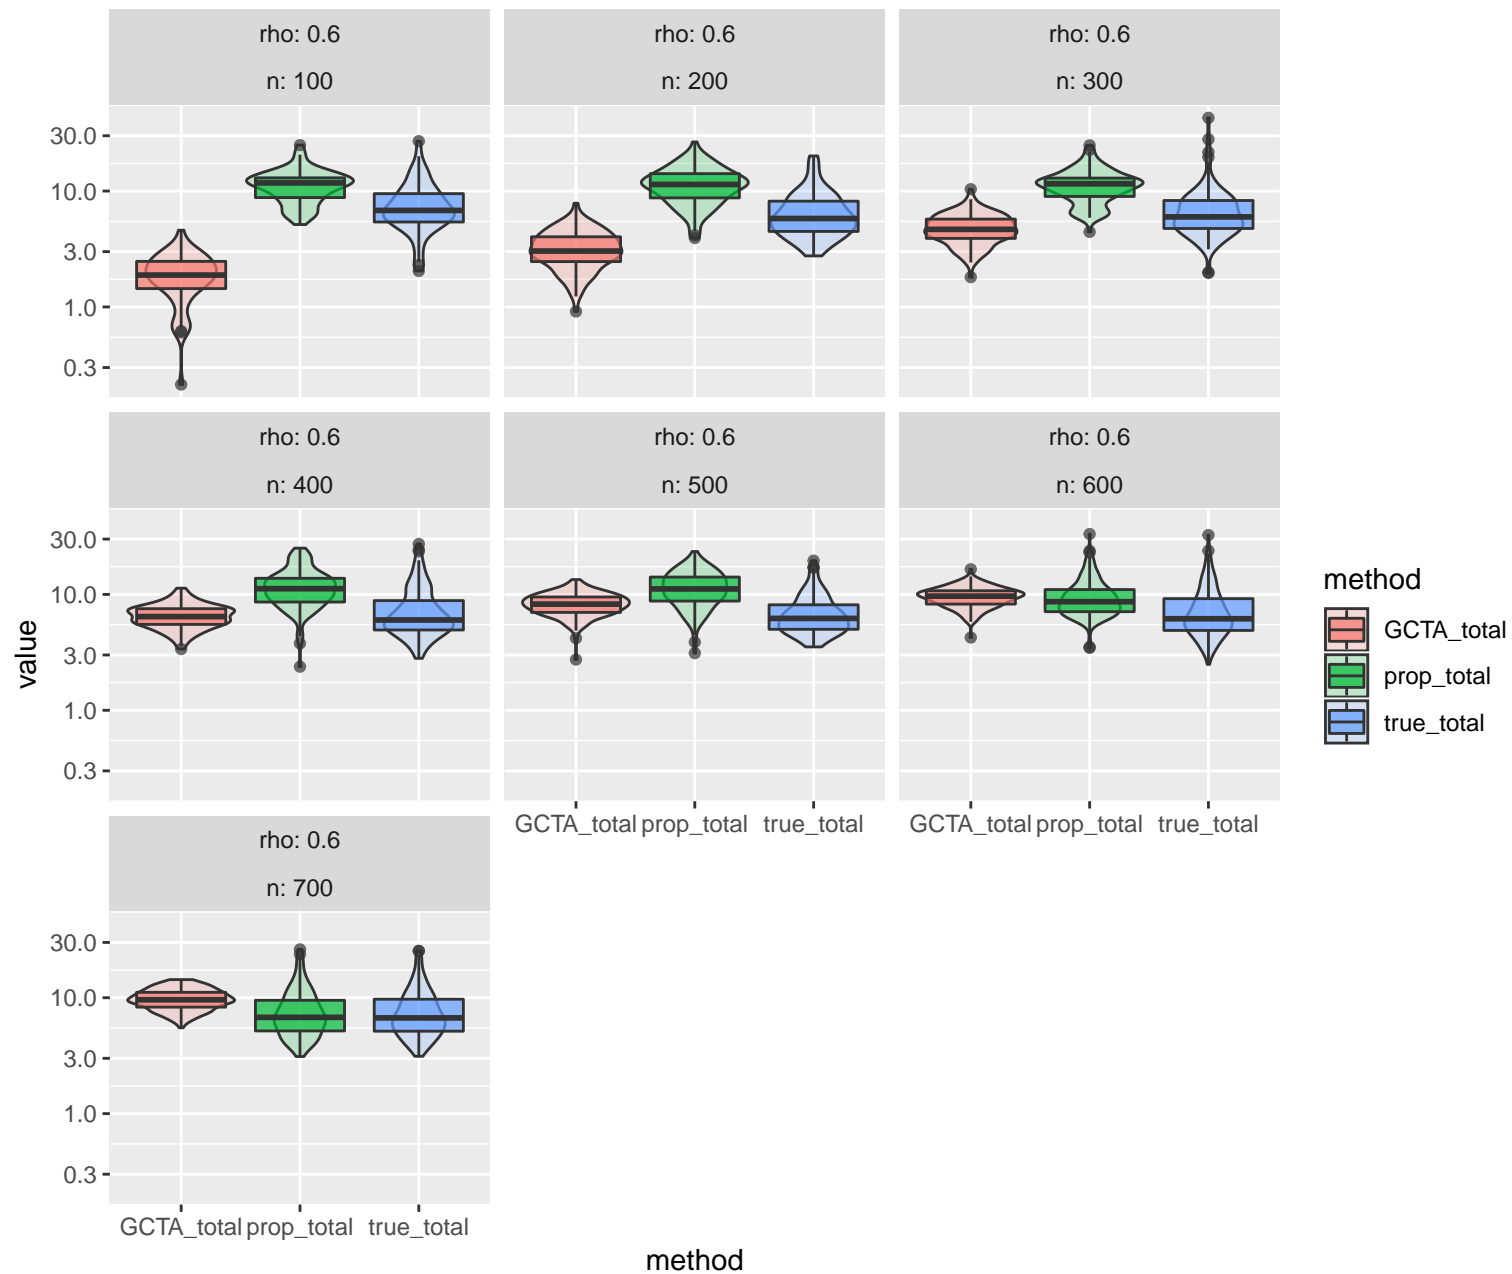 rho: 0.6
n: 100
rho: 0.6
n: 200
rho: 0.6
n: 300
30.0
10.0
3.0
1.0
0.3
rho: 0.6
n: 400
rho: 0.6
n: 500
rho: 0.6
n: 600
30.0
10.0
3.0
1.0
0.3
GCTA_total prop_total true_total
GCTA_total prop_total true_total
rho: 0.6
n: 700
30.0
10.0
3.0
1.0
0.3
GCTA_total prop_total true_total
value
method
method
GCTA_total
prop_total
true_total